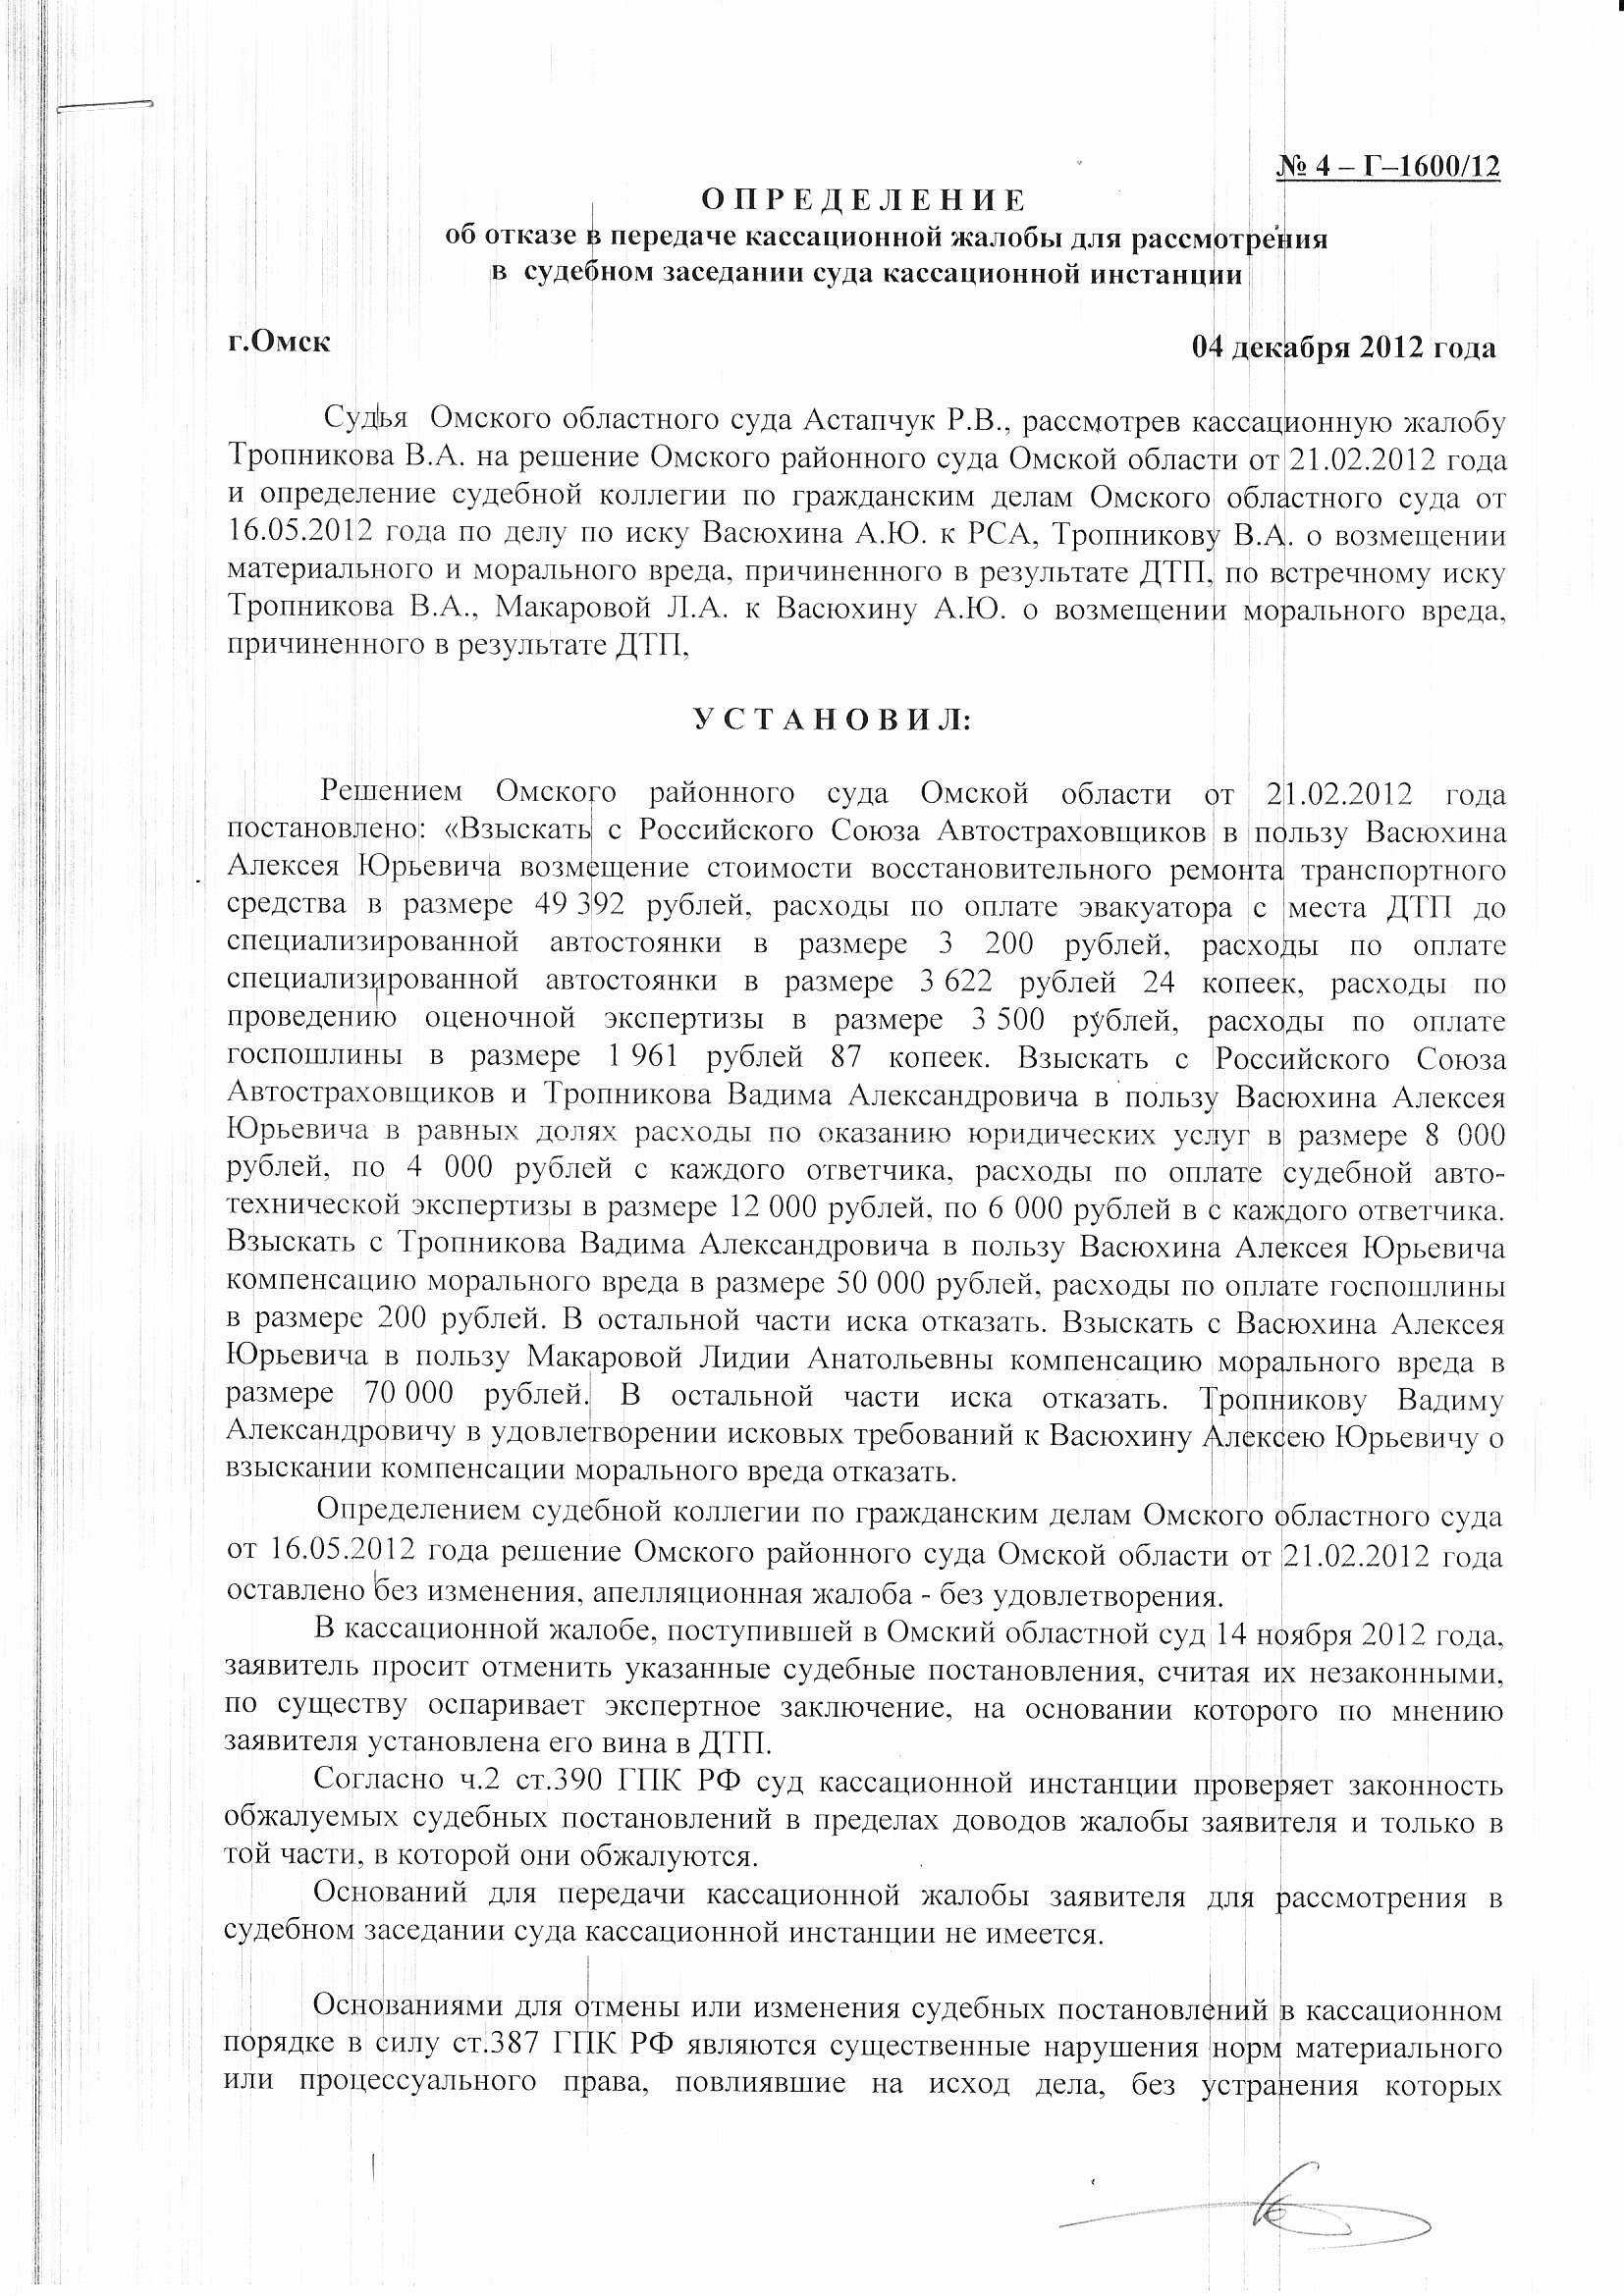 № 4 – Г–1600/12
О П Р Е Д Е Л Е Н И Е
об отказе в передаче кассационной жалобы для рассмотрения
в судебном заседании суда кассационной инстанции
г.Омск 04 декабря 2012 года
Судья Омского областного суда Астапчук Р.В., рассмотрев кассационную жалобу
Тропникова В.А. на решение Омского районного суда Омской области от 21.02.2012 года
и определение судебной коллегии по гражданским делам Омского областного суда от
16.05.2012 года по делу по иску Васюхина А.Ю. к РСА, Тропникову В.А. о возмещении
материального и морального вреда, причиненного в результате ДТП, по встречному иску
Тропникова В.А., Макаровой Л.А. к Васюхину А.Ю. о возмещении морального вреда,
причиненного в результате ДТП,
У С Т А Н О В И Л:
Решением Омского районного суда Омской области от 21.02.2012 года
постановлено: «Взыскать с Российского Союза Автостраховщиков в пользу Васюхина
Алексея Юрьевича возмещение стоимости восстановительного ремонта транспортного
средства в размере 49 392 рублей, расходы по оплате эвакуатора с места ДТП до
специализированной автостоянки в размере 3 200 рублей, расходы по оплате
специализированной автостоянки в размере 3 622 рублей 24 копеек, расходы по
проведению оценочной экспертизы в размере 3 500 рублей, расходы по оплате
госпошлины в размере 1 961 рублей 87 копеек. Взыскать с Российского Союза
Автостраховщиков и Тропникова Вадима Александровича в пользу Васюхина Алексея
Юрьевича в равных долях расходы по оказанию юридических услуг в размере 8 000
рублей, по 4 000 рублей с каждого ответчика, расходы по оплате судебной авто-
технической экспертизы в размере 12 000 рублей, по 6 000 рублей в с каждого ответчика.
Взыскать с Тропникова Вадима Александровича в пользу Васюхина Алексея Юрьевича
компенсацию морального вреда в размере 50 000 рублей, расходы по оплате госпошлины
в размере 200 рублей. В остальной части иска отказать. Взыскать с Васюхина Алексея
Юрьевича в пользу Макаровой Лидии Анатольевны компенсацию морального вреда в
размере 70 000 рублей. В остальной части иска отказать. Тропникову Вадиму
Александровичу в удовлетворении исковых требований к Васюхину Алексею Юрьевичу о
взыскании компенсации морального вреда отказать.
Определением судебной коллегии по гражданским делам Омского областного суда
от 16.05.2012 года решение Омского районного суда Омской области от 21.02.2012 года
оставлено без изменения, апелляционная жалоба - без удовлетворения.
В кассационной жалобе, поступившей в Омский областной суд 14 ноября 2012 года,
заявитель просит отменить указанные судебные постановления, считая их незаконными,
по существу оспаривает экспертное заключение, на основании которого по мнению
заявителя установлена его вина в ДТП.
Согласно ч.2 ст.390 ГПК РФ суд кассационной инстанции проверяет законность
обжалуемых судебных постановлений в пределах доводов жалобы заявителя и только в
той части, в которой они обжалуются.
Оснований для передачи кассационной жалобы заявителя для рассмотрения в
судебном заседании суда кассационной инстанции не имеется.
Основаниями для отмены или изменения судебных постановлений в кассационном
порядке в силу ст.387 ГПК РФ являются существенные нарушения норм материального
или процессуального права, повлиявшие на исход дела, без устранения которых